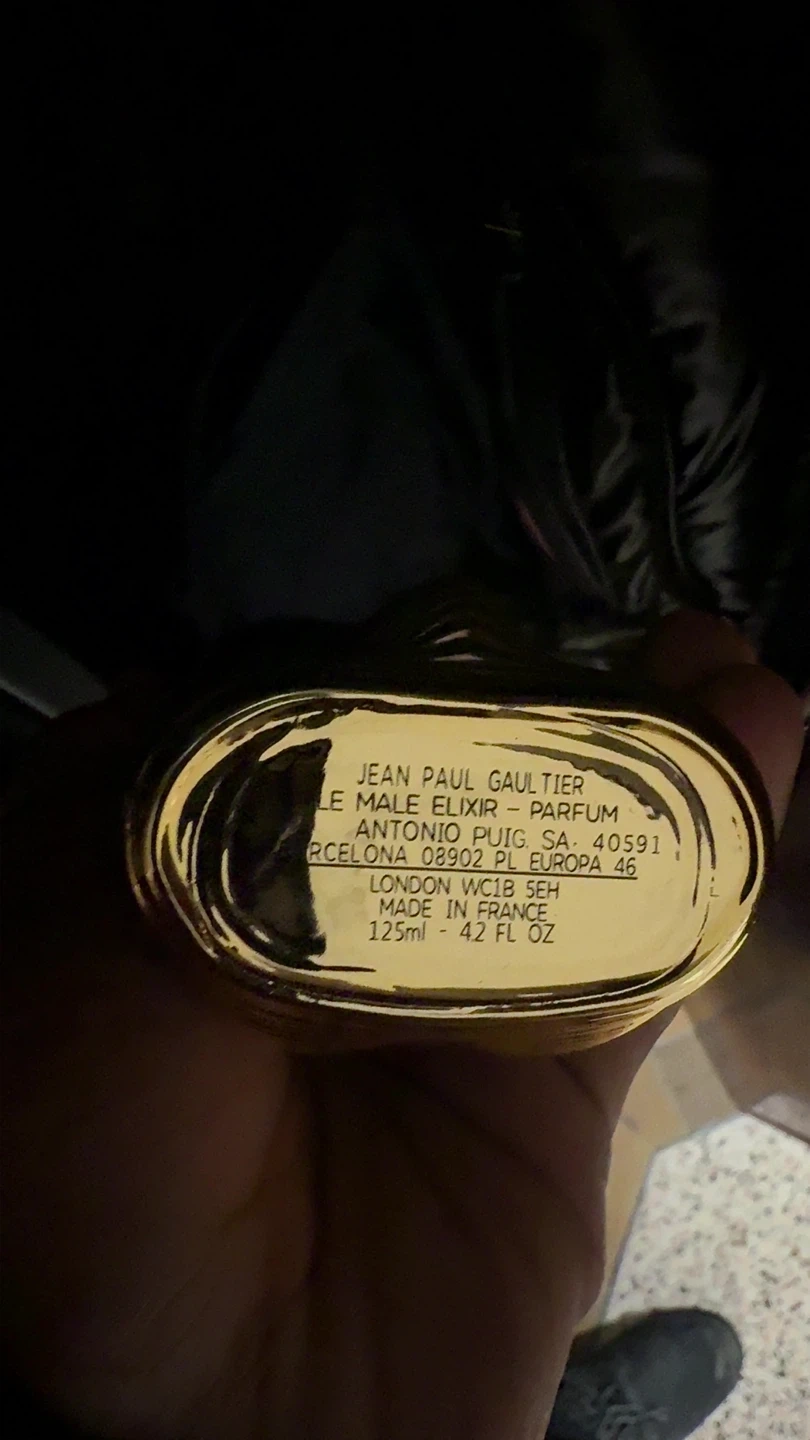 JEAN PAUL GAULTIER
LE MALE ELIXIR – PARFUM
ANTONIO PUIG. SA. 40591
RCELONA 08902 PL EUROPA 46
LONDON WC1B 5EH
MADE IN FRANCE
125ml - 4.2 FL OZ